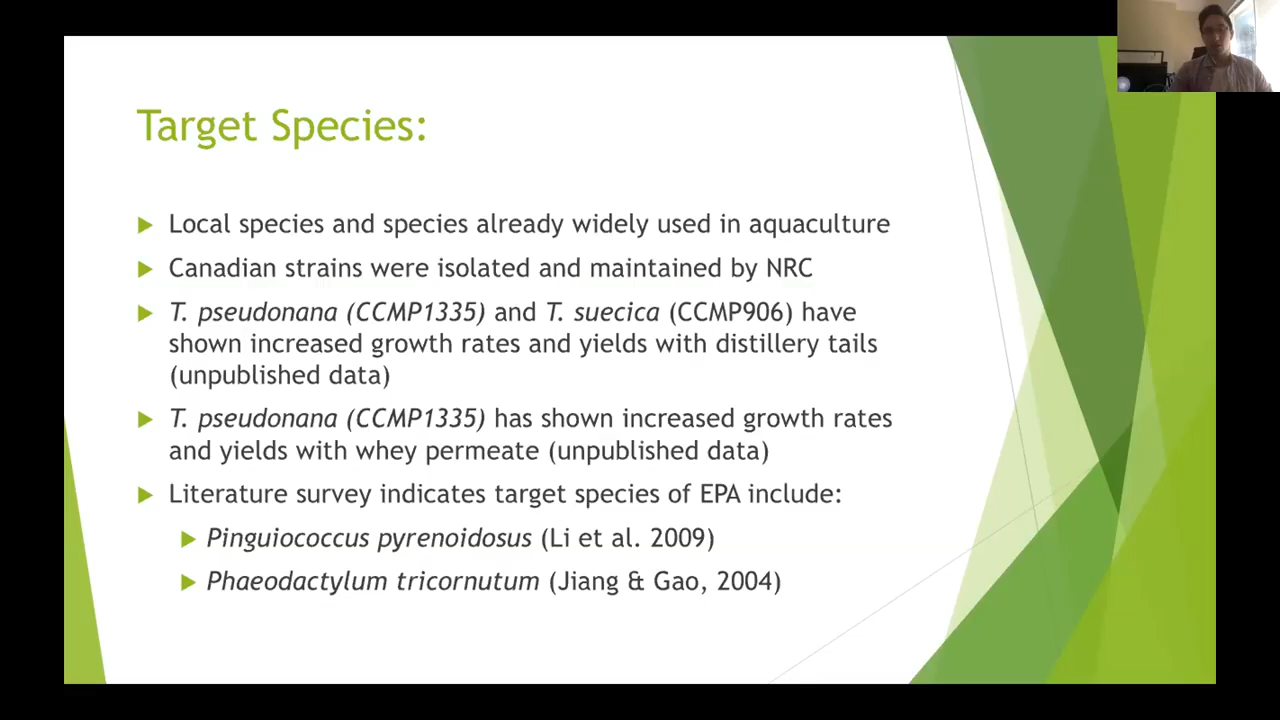 Target Species:
Local species and species already widely used in aquaculture
Canadian strains were isolated and maintained by NRC
T. pseudonana (CCMP1335) and T. suecica (CCMP906) have
shown increased growth rates and yields with distillery tails
(unpublished data)
T. pseudonana (CCMP1335) has shown increased growth rates
and yields with whey permeate (unpublished data)
Literature survey indicates target species of EPA include:
Pinguiococcus pyrenoidosus (Li et al. 2009)
Phaeodactylum tricornutum (Jiang & Gao, 2004)